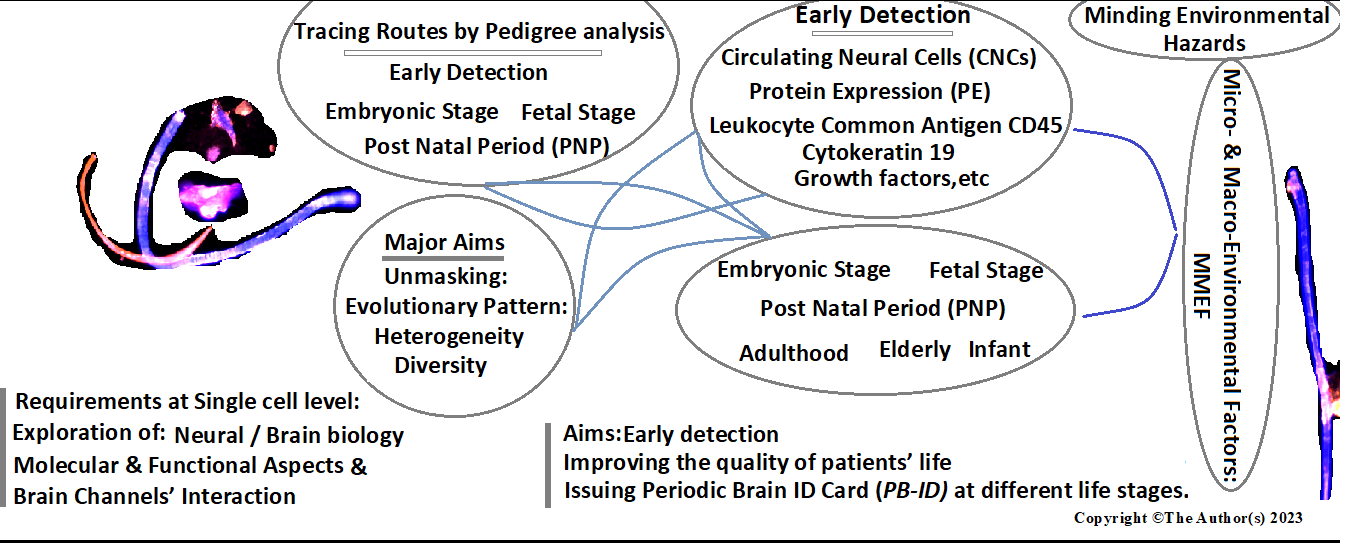 Tracing Routes by Pedigree analysis
Early Detection
Embryonic Stage Fetal Stage
Post Natal Period (PNP)
Early Detection
Circulating Neural Cells (CNCs)
Protein Expression (PE)
Leukocyte Common Antigen CD45
Cytokeratin 19
Growth factors,etc
Minding Environmental
Hazards
Micro- & Macro-Environmental Factors:
MMEF
Major Aims
Unmasking:
Evolutionary Pattern:
Heterogeneity
Diversity
Embryonic Stage Fetal Stage
Post Natal Period (PNP)
Adulthood Elderly Infant
Requirements at Single cell level:
Exploration of: Neural / Brain biology
Molecular & Functional Aspects &
Brain Channels’ Interaction
Aims:Early detection
Improving the quality of patients’ life
Issuing Periodic Brain ID Card (PB-ID) at different life stages.
Copyright ©The Author(s) 2023